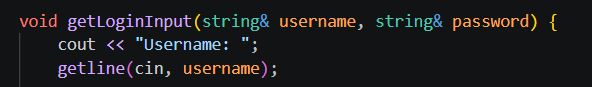 void getLoginInput(string& username, string& password) {
    cout << "Username: ";
    getline(cin, username);